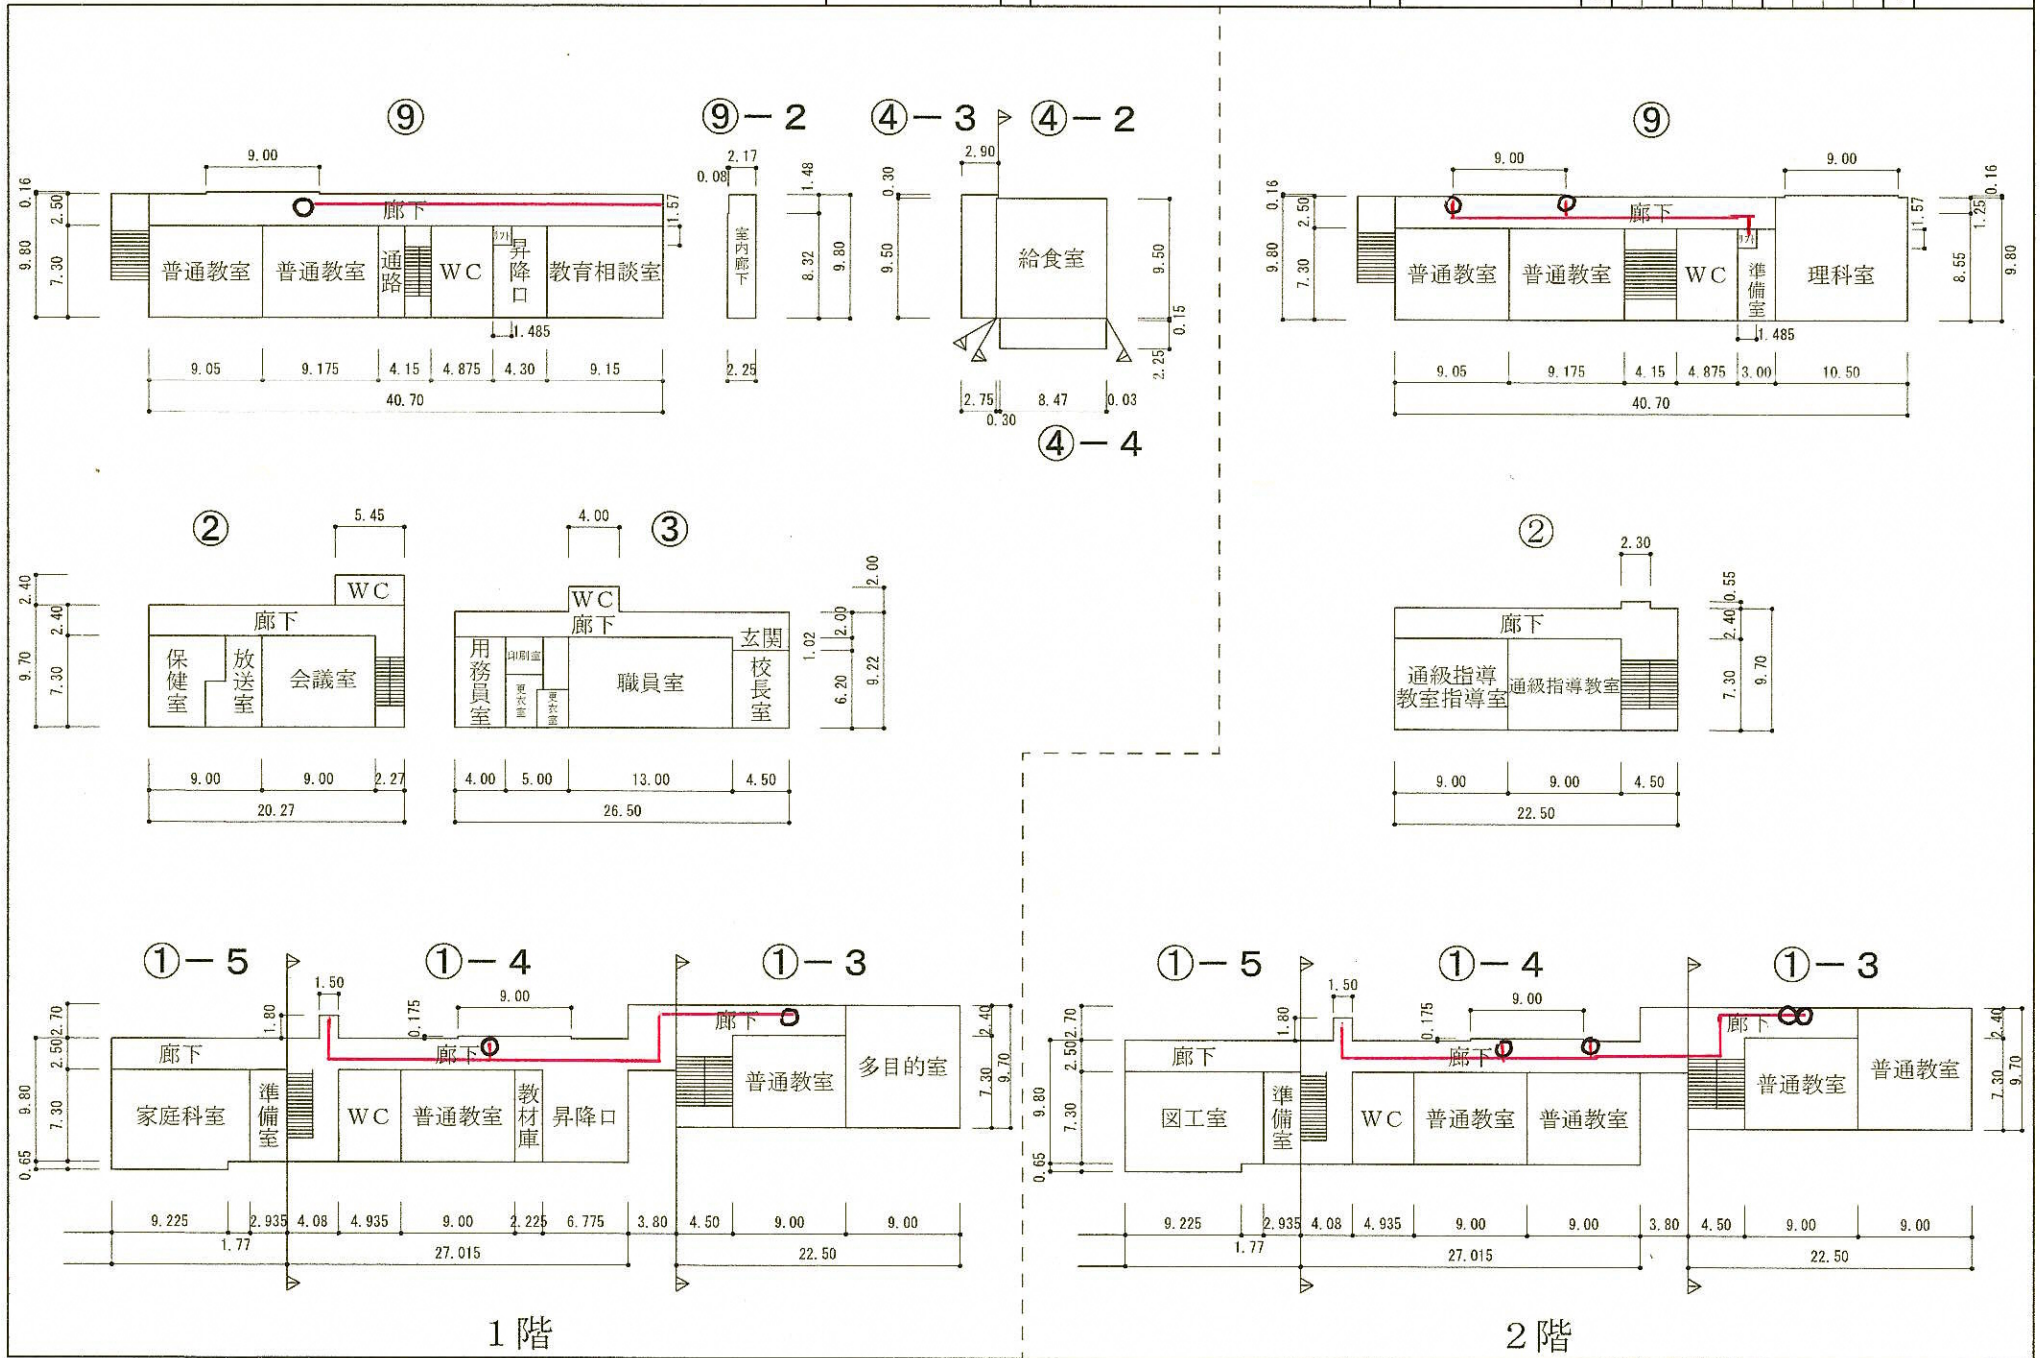 ⑨
⑨-2
④-3
④-2
⑨
9.00
2.17
0.08
1.48
2.90
0.30
9.00
9.00
0.16
0.16
2.50
9.80
7.30
廊下
1.57
普通教室
普通教室
通路
WC
リフト
昇降口
教育相談室
1.485
室内廊下
8.32
9.80
9.50
給食室
9.50
0.15
2.25
0.16
2.50
9.80
7.30
廊下
1.57
1.25
8.55
9.80
普通教室
普通教室
WC
リフト
準備室
理科室
1.485
9.05
9.175
4.15
4.875
4.30
9.15
40.70
2.25
2.75
0.30
8.47
0.03
④-4
9.05
9.175
4.15
4.875
3.00
10.50
40.70
②
5.45
4.00
③
②
2.30
2.40
2.40
9.70
7.30
WC
廊下
保健室
放送室
会議室
9.00
9.00
2.27
20.27
WC
廊下
用務員室
印刷室
更衣室
更衣室
職員室
玄関
校長室
2.00
2.00
1.02
6.20
9.22
4.00
5.00
13.00
4.50
26.50
0.55
2.40
7.30
9.70
廊下
通級指導
教室指導室
通級指導教室
9.00
9.00
4.50
22.50
①-5
①-4
①-3
1.50
9.00
1.80
0.175
2.70
2.50
9.80
7.30
0.65
廊下
廊下
廊下
家庭科室
準備室
WC
普通教室
教材庫
昇降口
普通教室
多目的室
2.40
7.30
9.70
9.225
1.77
2.935
4.08
4.935
9.00
2.225
6.775
3.80
4.50
9.00
9.00
27.015
22.50
1階
①-5
①-4
①-3
1.50
9.00
1.80
0.175
2.70
2.50
9.80
7.30
0.65
廊下
廊下
廊下
図工室
準備室
WC
普通教室
普通教室
普通教室
普通教室
2.40
7.30
9.70
9.225
1.77
2.935
4.08
4.935
9.00
9.00
3.80
4.50
9.00
9.00
27.015
22.50
2階